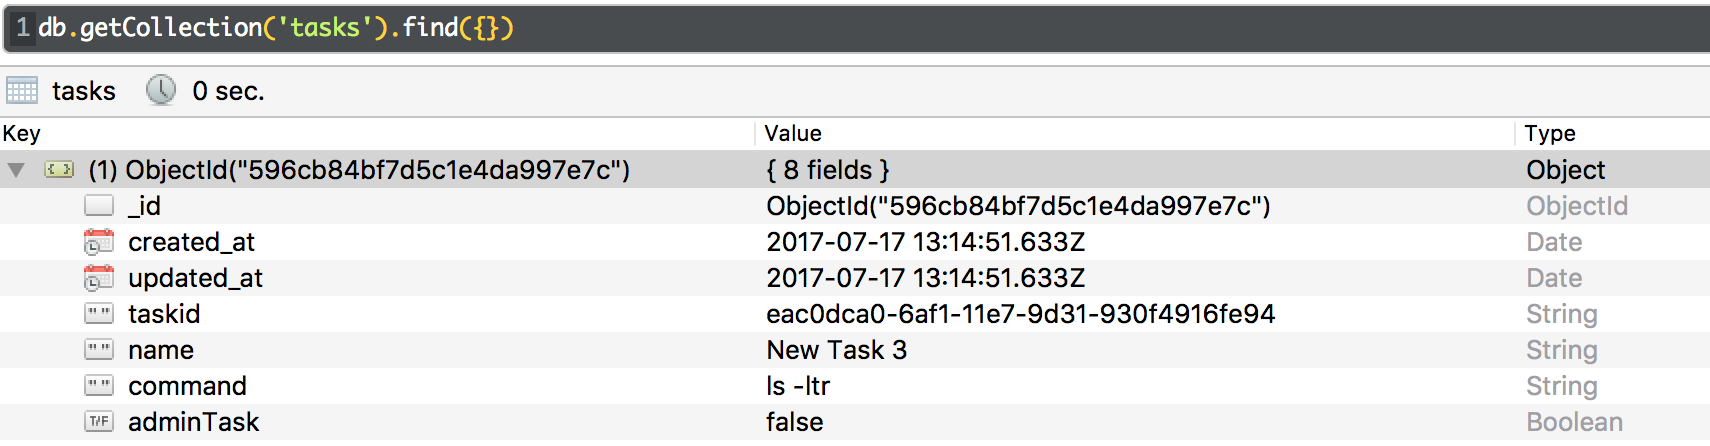 1 db.getCollection('tasks').find({})
tasks 0 sec.
Key Value Type
{ } (1) ObjectId("596cb84bf7d5c1e4da997e7c") { 8 fields } Object
_id ObjectId("596cb84bf7d5c1e4da997e7c") ObjectId
created_at 2017-07-17 13:14:51.633Z Date
updated_at 2017-07-17 13:14:51.633Z Date
" " taskid eac0dca0-6af1-11e7-9d31-930f4916fe94 String
" " name New Task 3 String
" " command ls -ltr String
T/F adminTask false Boolean